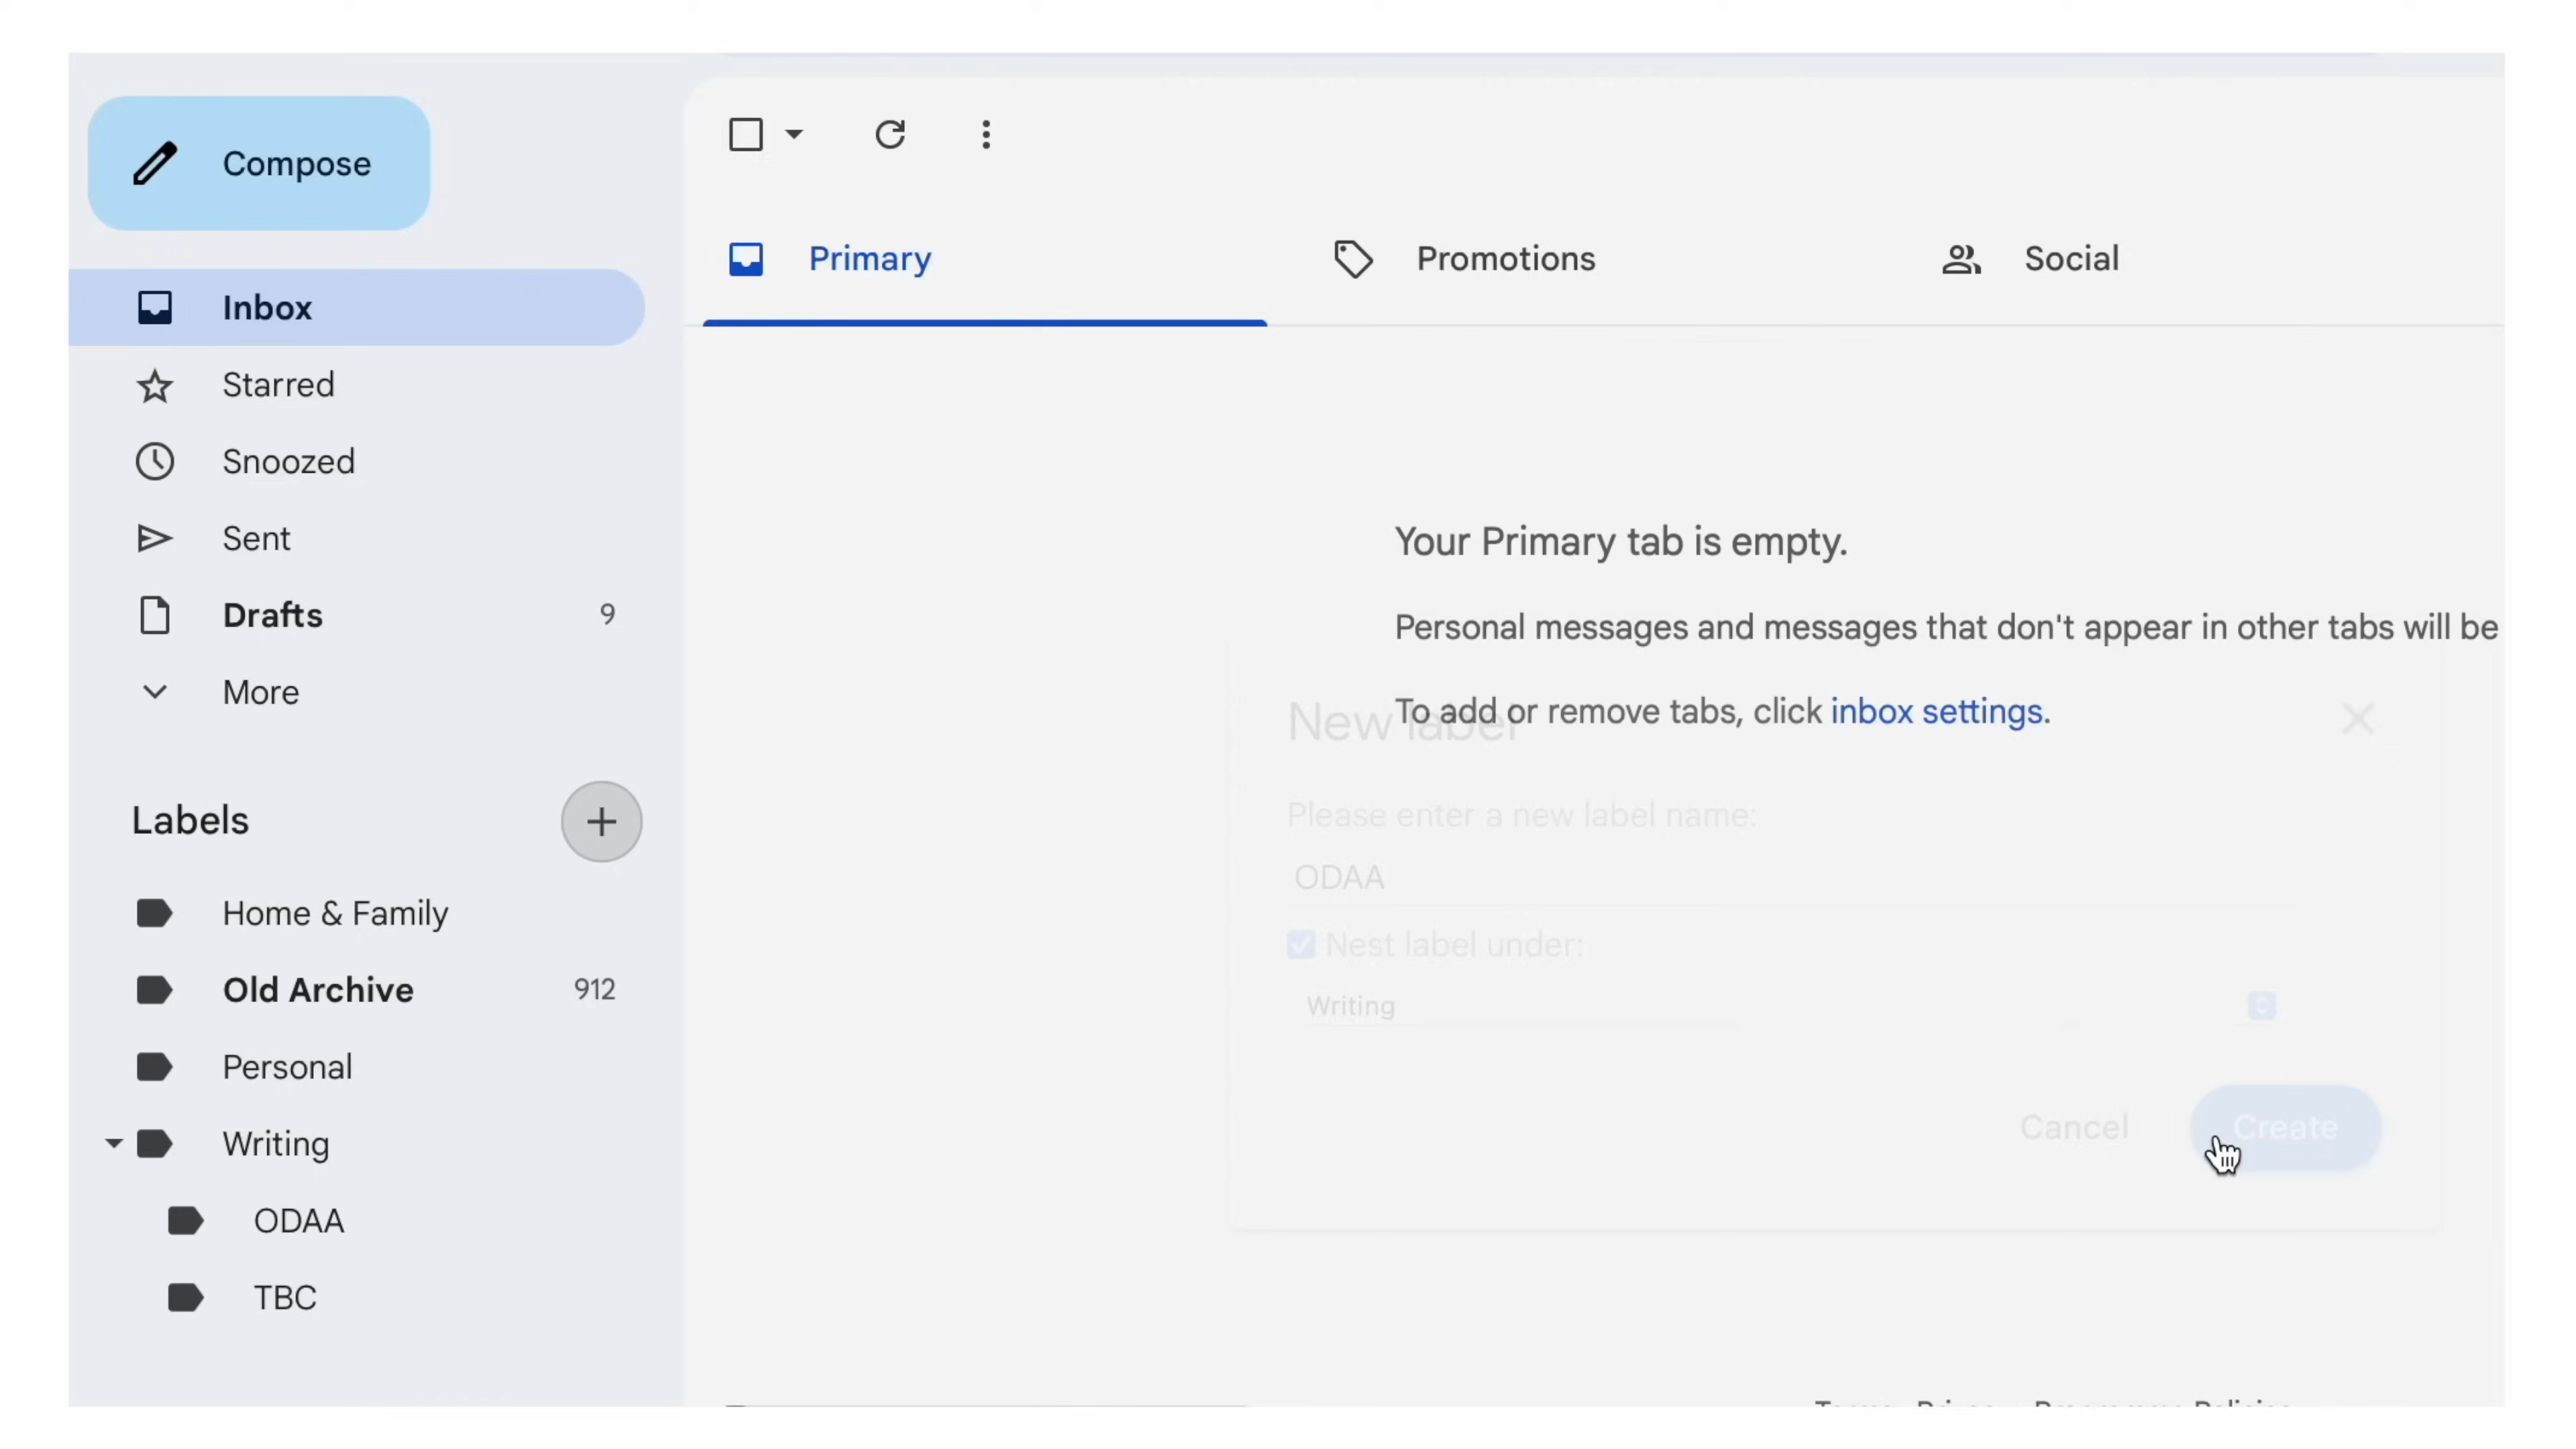 Compose
Inbox
Starred
Snoozed
Sent
Drafts 9
More
Labels
Home & Family
Old Archive 912
Personal
Writing
ODAA
TBC
Primary Promotions Social
Your Primary tab is empty.
Personal messages and messages that don't appear in other tabs will be
To add or remove tabs, click inbox settings.
New label
Please enter a new label name:
ODAA
Nest label under:
Writing
Cancel Create